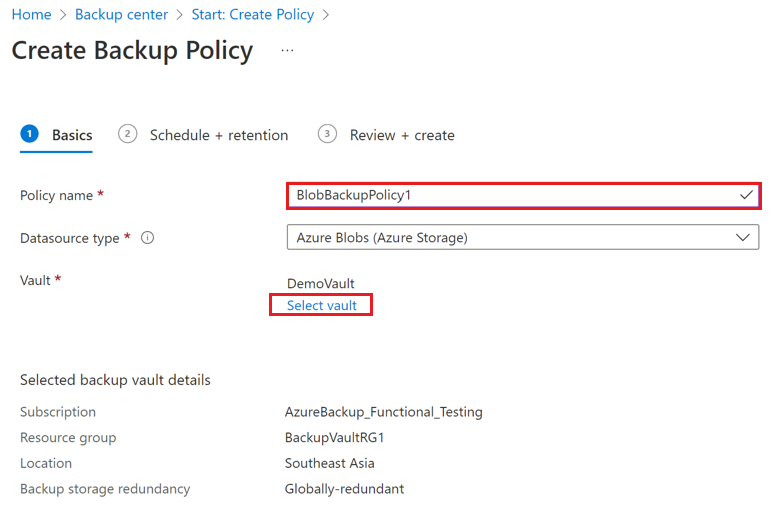 Home > Backup center > Start: Create Policy >
Create Backup Policy ...
1 Basics 2 Schedule + retention 3 Review + create
Policy name * BlobBackupPolicy1
Datasource type * i Azure Blobs (Azure Storage)
Vault * DemoVault
Select vault
Selected backup vault details
Subscription AzureBackup_Functional_Testing
Resource group BackupVaultRG1
Location Southeast Asia
Backup storage redundancy Globally-redundant